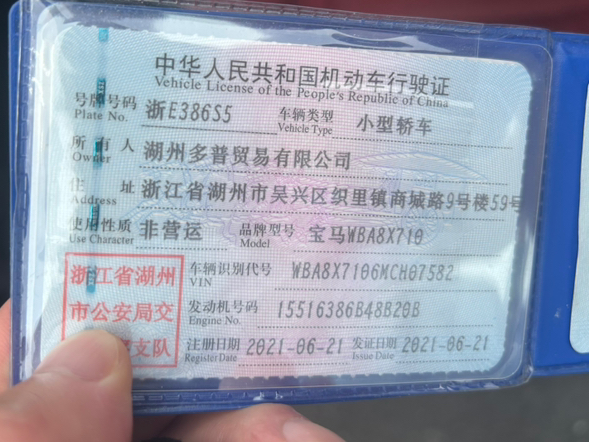 中华人民共和国机动车行驶证
Vehicle License of the People's Republic of China
号牌号码 浙E386S5 车辆类型 小型轿车
Plate No. Vehicle Type
所有人 湖州多普贸易有限公司
Owner
住址 浙江省湖州市吴兴区织里镇商城路9号楼59号
Address
使用性质 非营运 品牌型号 宝马WBA8X710
Use Character Model
浙江省湖州
市公安局交
支队
车辆识别代号 WBA8X7106MCH07582
VIN
发动机号码 15516386B48B20B
Engine No.
注册日期 2021-06-21 发证日期 2021-06-21
Register Date Issue Date